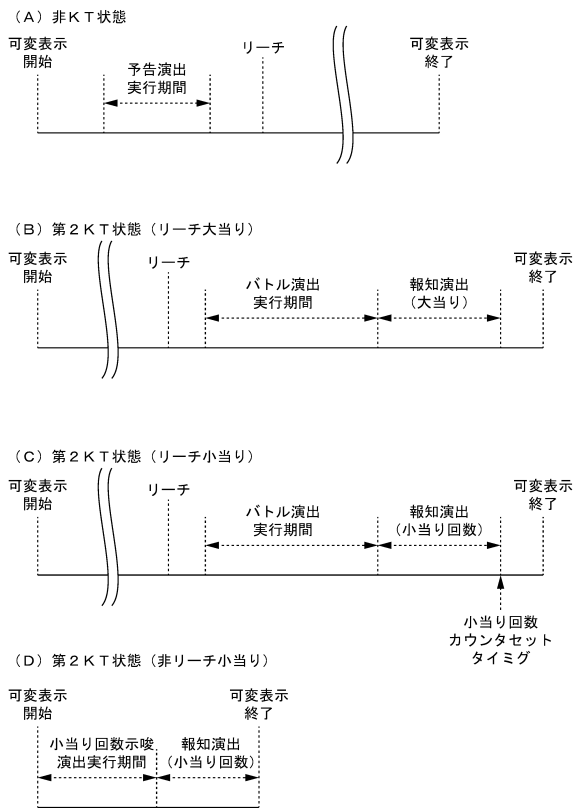 （Ａ）非ＫＴ状態
可変表示
開始
予告演出
実行期間
リーチ
可変表示
終了
（Ｂ）第２ＫＴ状態（リーチ大当り）
可変表示
開始
リーチ
バトル演出
実行期間
報知演出
（大当り）
可変表示
終了
（Ｃ）第２ＫＴ状態（リーチ小当り）
可変表示
開始
リーチ
バトル演出
実行期間
報知演出
（小当り回数）
可変表示
終了
小当り回数
カウンタセット
タイミグ
（Ｄ）第２ＫＴ状態（非リーチ小当り）
可変表示
開始
小当り回数示唆
演出実行期間
報知演出
（小当り回数）
可変表示
終了